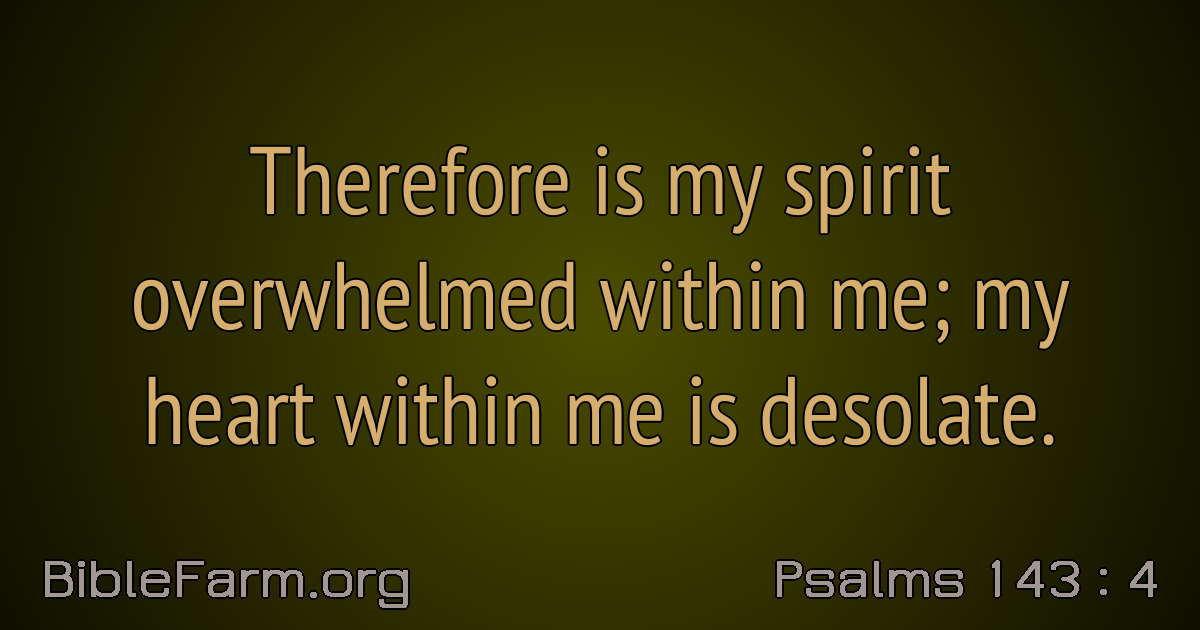 Therefore is my spirit
overwhelmed within me; my
heart within me is desolate.
BibleFarm.org
Psalms 143 : 4